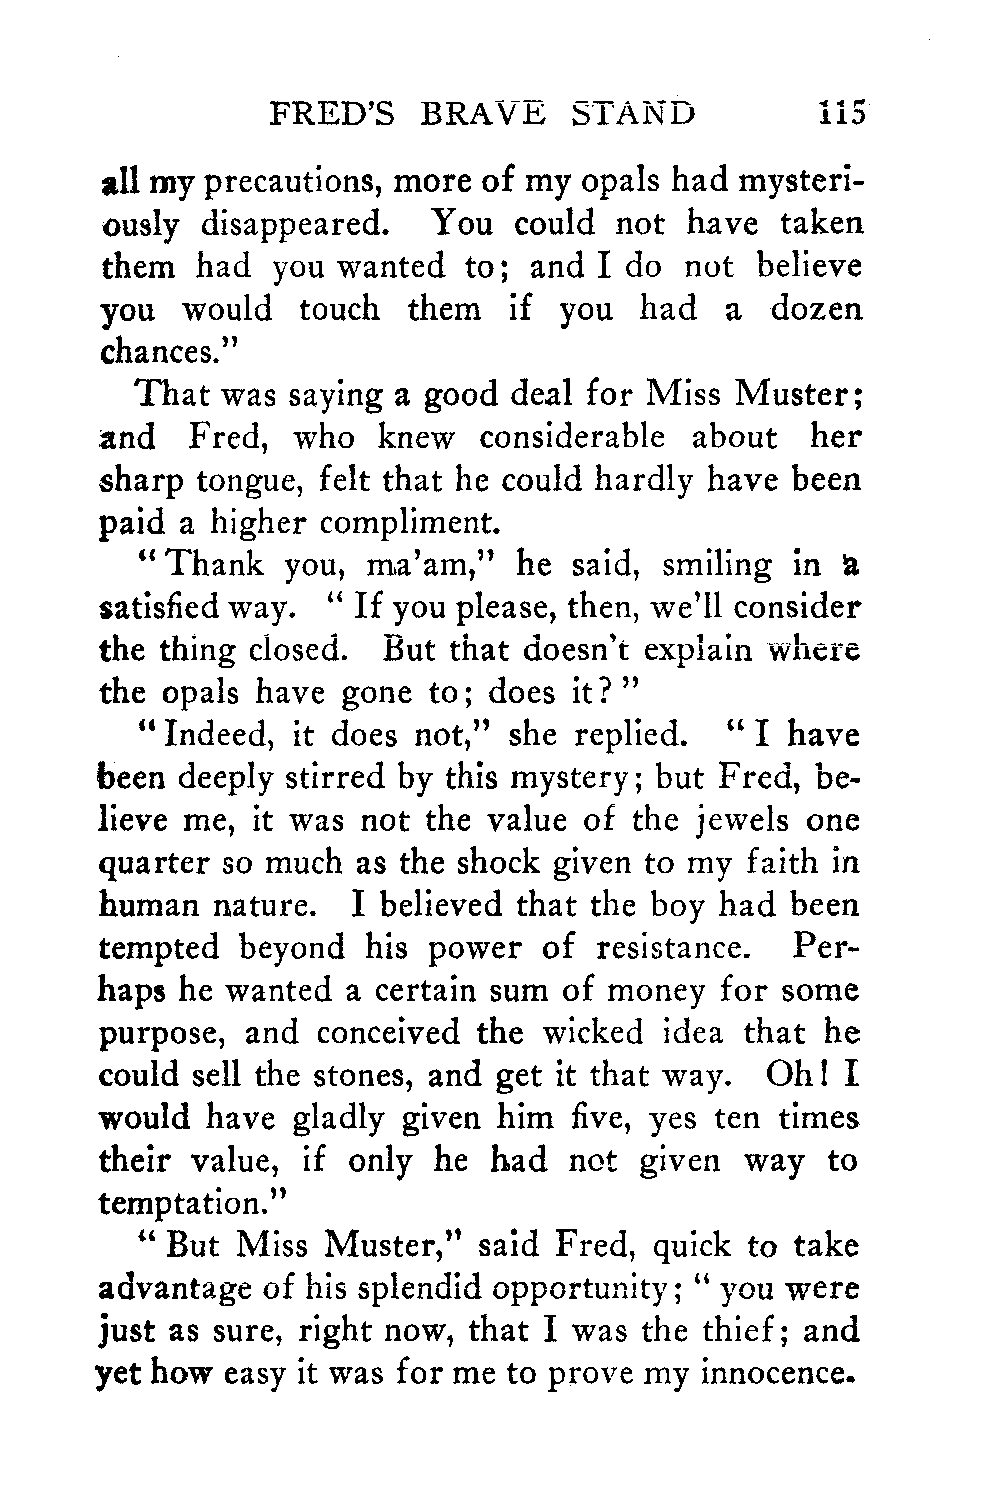 FRED'S BRAVE STAND 115
all my precautions, more of my opals had mysteri-
ously disappeared. You could not have taken
them had you wanted to; and I do not believe
you would touch them if you had a dozen
chances."
That was saying a good deal for Miss Muster;
and Fred, who knew considerable about her
sharp tongue, felt that he could hardly have been
paid a higher compliment.
"Thank you, ma'am," he said, smiling in a
satisfied way. "If you please, then, we'll consider
the thing closed. But that doesn't explain where
the opals have gone to; does it?"
"Indeed, it does not," she replied. "I have
been deeply stirred by this mystery; but Fred, be-
lieve me, it was not the value of the jewels one
quarter so much as the shock given to my faith in
human nature. I believed that the boy had been
tempted beyond his power of resistance. Per-
haps he wanted a certain sum of money for some
purpose, and conceived the wicked idea that he
could sell the stones, and get it that way. Oh! I
would have gladly given him five, yes ten times
their value, if only he had not given way to
temptation."
"But Miss Muster," said Fred, quick to take
advantage of his splendid opportunity; "you were
just as sure, right now, that I was the thief; and
yet how easy it was for me to prove my innocence.